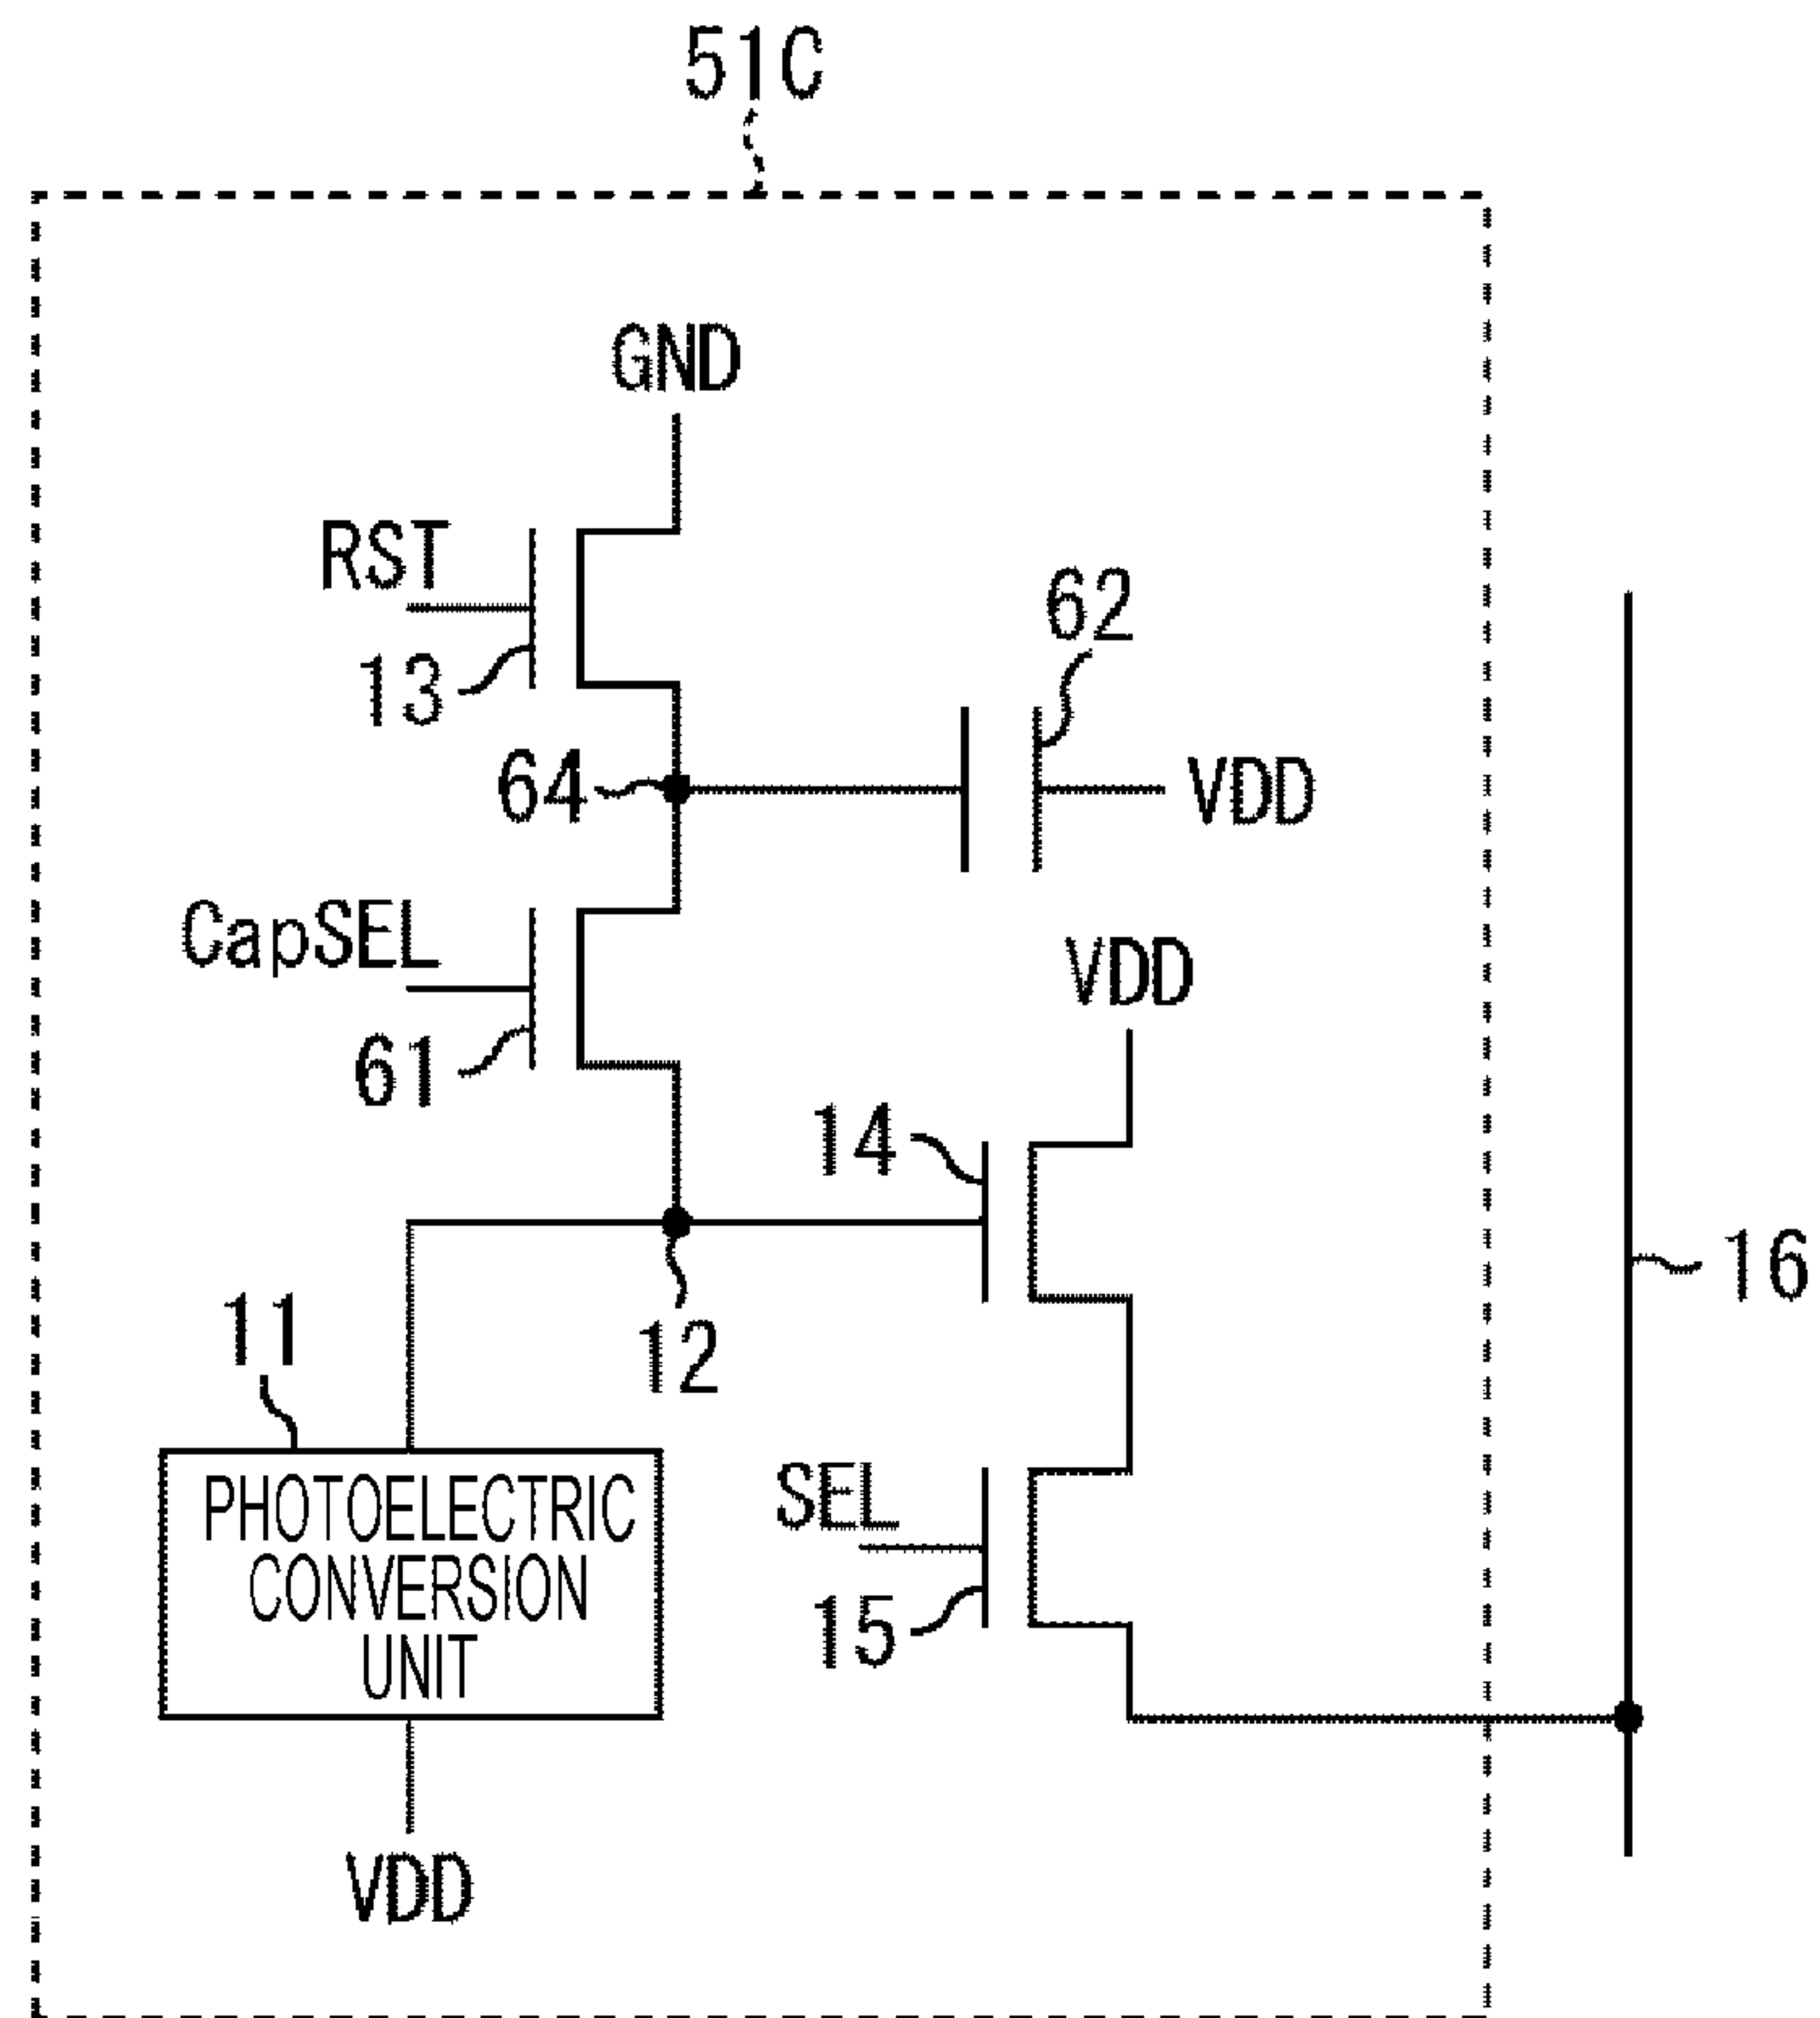 51C
GND
RST
13
62
64
VDD
CapSEL
VDD
61
14
16
11
12
PHOTOELECTRIC
CONVERSION
UNIT
SEL
15
VDD